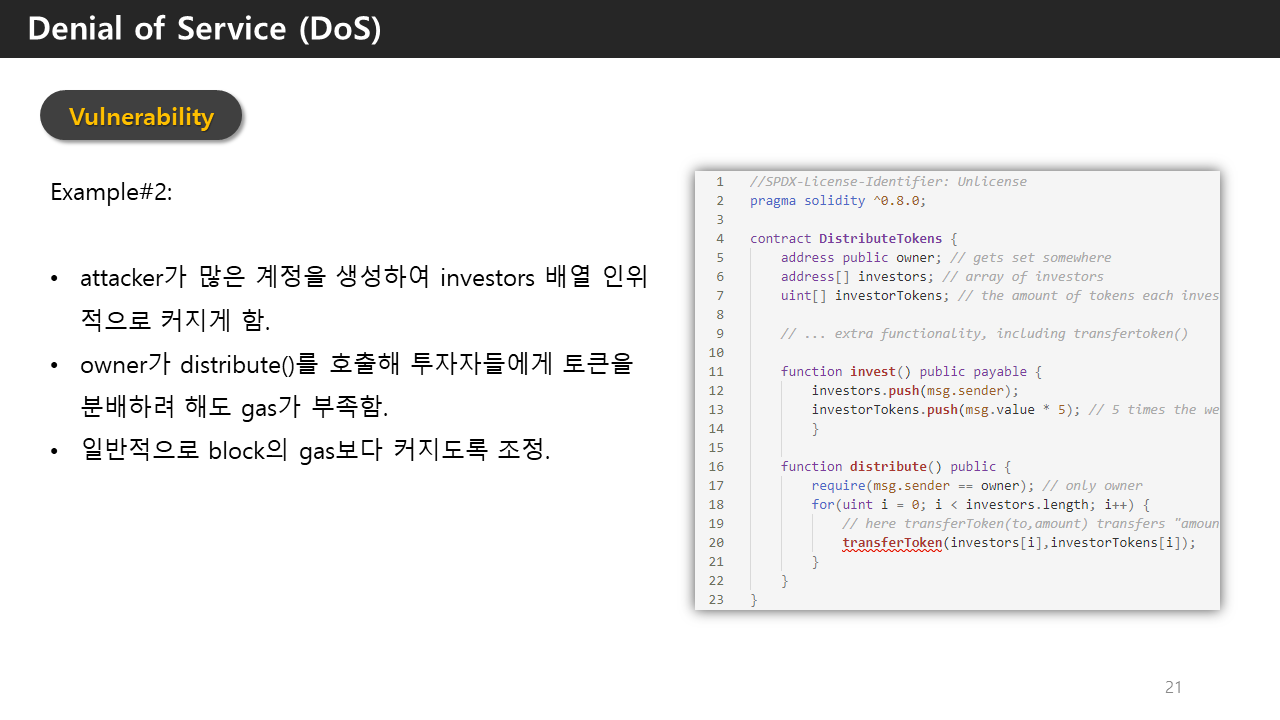 Denial of Service (DoS)
Vulnerability
Example#2:
• attacker가 많은 계정을 생성하여 investors 배열 인위
적으로 커지게 함.
• owner가 distribute()를 호출해 투자자들에게 토큰을
분배하려 해도 gas가 부족함.
• 일반적으로 block의 gas보다 커지도록 조정.
1 //SPDX-License-Identifier: Unlicense
2 pragma solidity ^0.8.0;
3
4 contract DistributeTokens {
5 address public owner; // gets set somewhere
6 address[] investors; // array of investors
7 uint[] investorTokens; // the amount of tokens each inves
8
9 // ... extra functionality, including transfertoken()
10
11 function invest() public payable {
12 investors.push(msg.sender);
13 investorTokens.push(msg.value * 5); // 5 times the we
14 }
15
16 function distribute() public {
17 require(msg.sender == owner); // only owner
18 for(uint i = 0; i < investors.length; i++) {
19 // here transferToken(to,amount) transfers "amoun
20 transferToken(investors[i],investorTokens[i]);
21 }
22 }
23 }
21